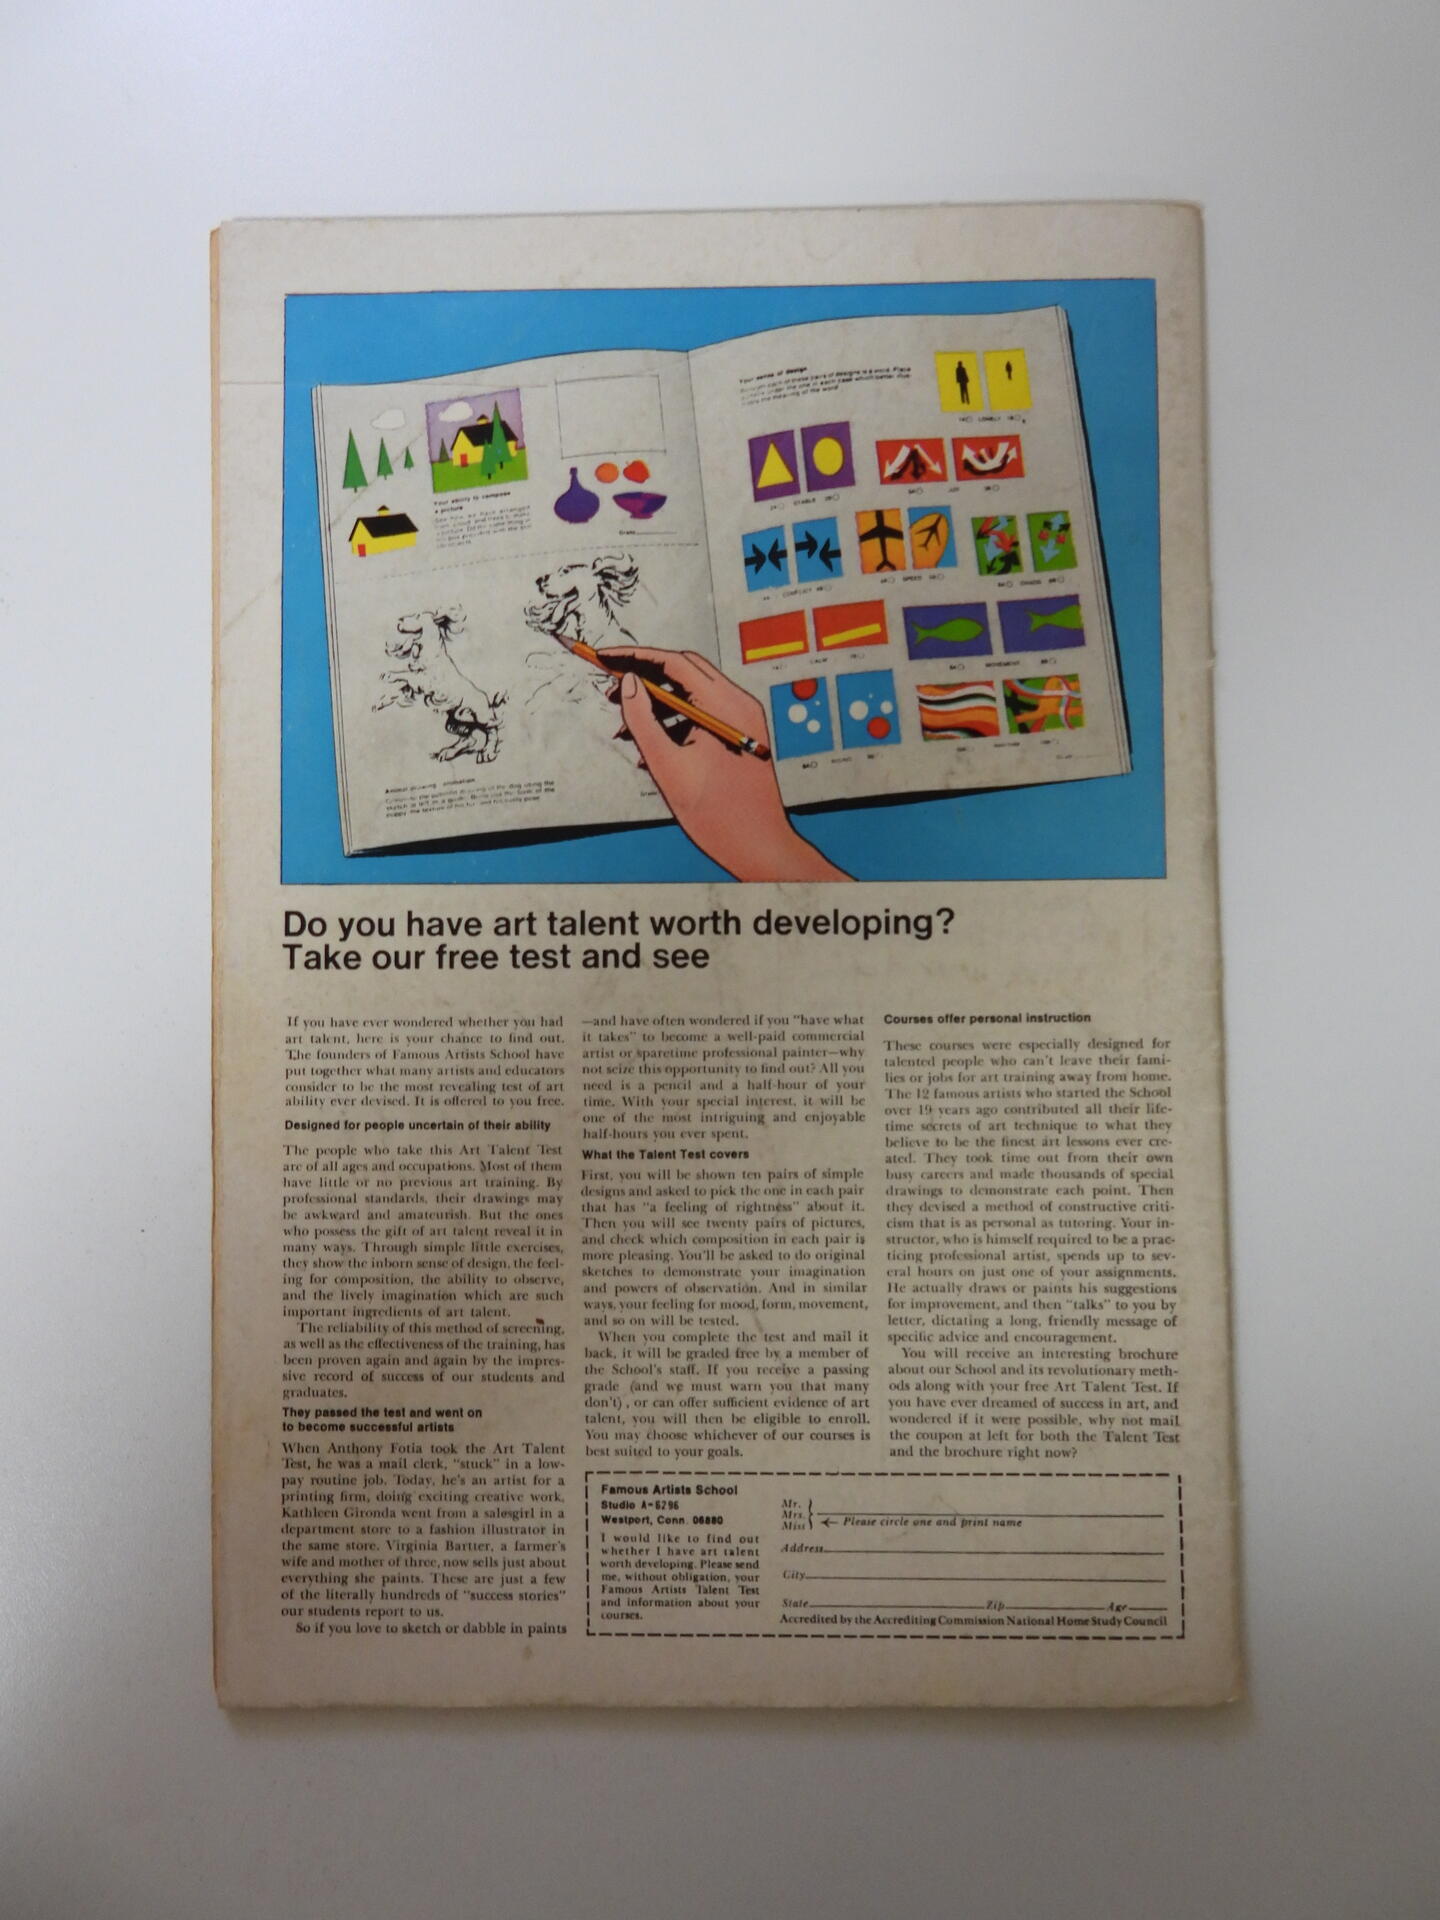 Your sense of design
Your ability to compose
a picture
LONELY
STABLE
JOY
CONFLICT
SPEED
CHAOS
CALM
MOVEMENT
Animal drawing animation
Do you have art talent worth developing?
Take our free test and see
If you have ever wondered whether you had
art talent, here is your chance to find out.
The founders of Famous Artists School have
put together what many artists and educators
consider to be the most revealing test of art
ability ever devised. It is offered to you free.
Designed for people uncertain of their ability
The people who take this Art Talent Test
are of all ages and occupations. Most of them
have little or no previous art training. By
professional standards, their drawings may
be awkward and amateurish. But the ones
who possess the gift of art talent reveal it in
many ways. Through simple little exercises,
they show the inborn sense of design, the feel-
ing for composition, the ability to observe,
and the lively imagination which are such
important ingredients of art talent.
The reliability of this method of screening,
as well as the effectiveness of the training, has
been proven again and again by the impres-
sive record of success of our students and
graduates.
They passed the test and went on
to become successful artists
When Anthony Fotia took the Art Talent
Test, he was a mail clerk, "stuck" in a low-
pay routine job. Today, he's an artist for a
printing firm, doing exciting creative work.
Kathleen Gironda went from a salesgirl in a
department store to a fashion illustrator in
the same store. Virginia Bartter, a farmer's
wife and mother of three, now sells just about
everything she paints. These are just a few
of the literally hundreds of "success stories"
our students report to us.
So if you love to sketch or dabble in paints
—and have often wondered if you "have what
it takes" to become a well-paid commercial
artist or sparetime professional painter—why
not seize this opportunity to find out? All you
need is a pencil and a half-hour of your
time. With your special interest, it will be
one of the most intriguing and enjoyable
half-hours you ever spent.
What the Talent Test covers
First, you will be shown ten pairs of simple
designs and asked to pick the one in each pair
that has "a feeling of rightness" about it.
Then you will see twenty pairs of pictures,
and check which composition in each pair is
more pleasing. You'll be asked to do original
sketches to demonstrate your imagination
and powers of observation. And in similar
ways, your feeling for mood, form, movement,
and so on will be tested.
When you complete the test and mail it
back, it will be graded free by a member of
the School's staff. If you receive a passing
grade (and we must warn you that many
don't), or can offer sufficient evidence of art
talent, you will then be eligible to enroll.
You may choose whichever of our courses is
best suited to your goals.
Courses offer personal instruction
These courses were especially designed for
talented people who can't leave their fami-
lies or jobs for art training away from home.
The 12 famous artists who started the School
over 19 years ago contributed all their life-
time secrets of art technique to what they
believe to be the finest art lessons ever cre-
ated. They took time out from their own
busy careers and made thousands of special
drawings to demonstrate each point. Then
they devised a method of constructive criti-
cism that is as personal as tutoring. Your in-
structor, who is himself required to be a prac-
ticing professional artist, spends up to sev-
eral hours on just one of your assignments.
He actually draws or paints his suggestions
for improvement, and then "talks" to you by
letter, dictating a long, friendly message of
specific advice and encouragement.
You will receive an interesting brochure
about our School and its revolutionary meth-
ods along with your free Art Talent Test. If
you have ever dreamed of success in art, and
wondered if it were possible, why not mail
the coupon at left for both the Talent Test
and the brochure right now?
Famous Artists School
Studio A-6296
Westport, Conn. 06880
I would like to find out
whether I have art talent
worth developing. Please send
me, without obligation, your
Famous Artists Talent Test
and information about your
courses.
Mr.
Mrs.
Miss ← Please circle one and print name
Address
City
State Zip Age
Accredited by the Accrediting Commission National Home Study Council